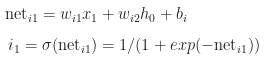 net_{i1} = w_{i1}x_1 + w_{i2}h_0 + b_i
i_1 = σ(net_{i1}) = 1/(1 + exp(−net_{i1}))